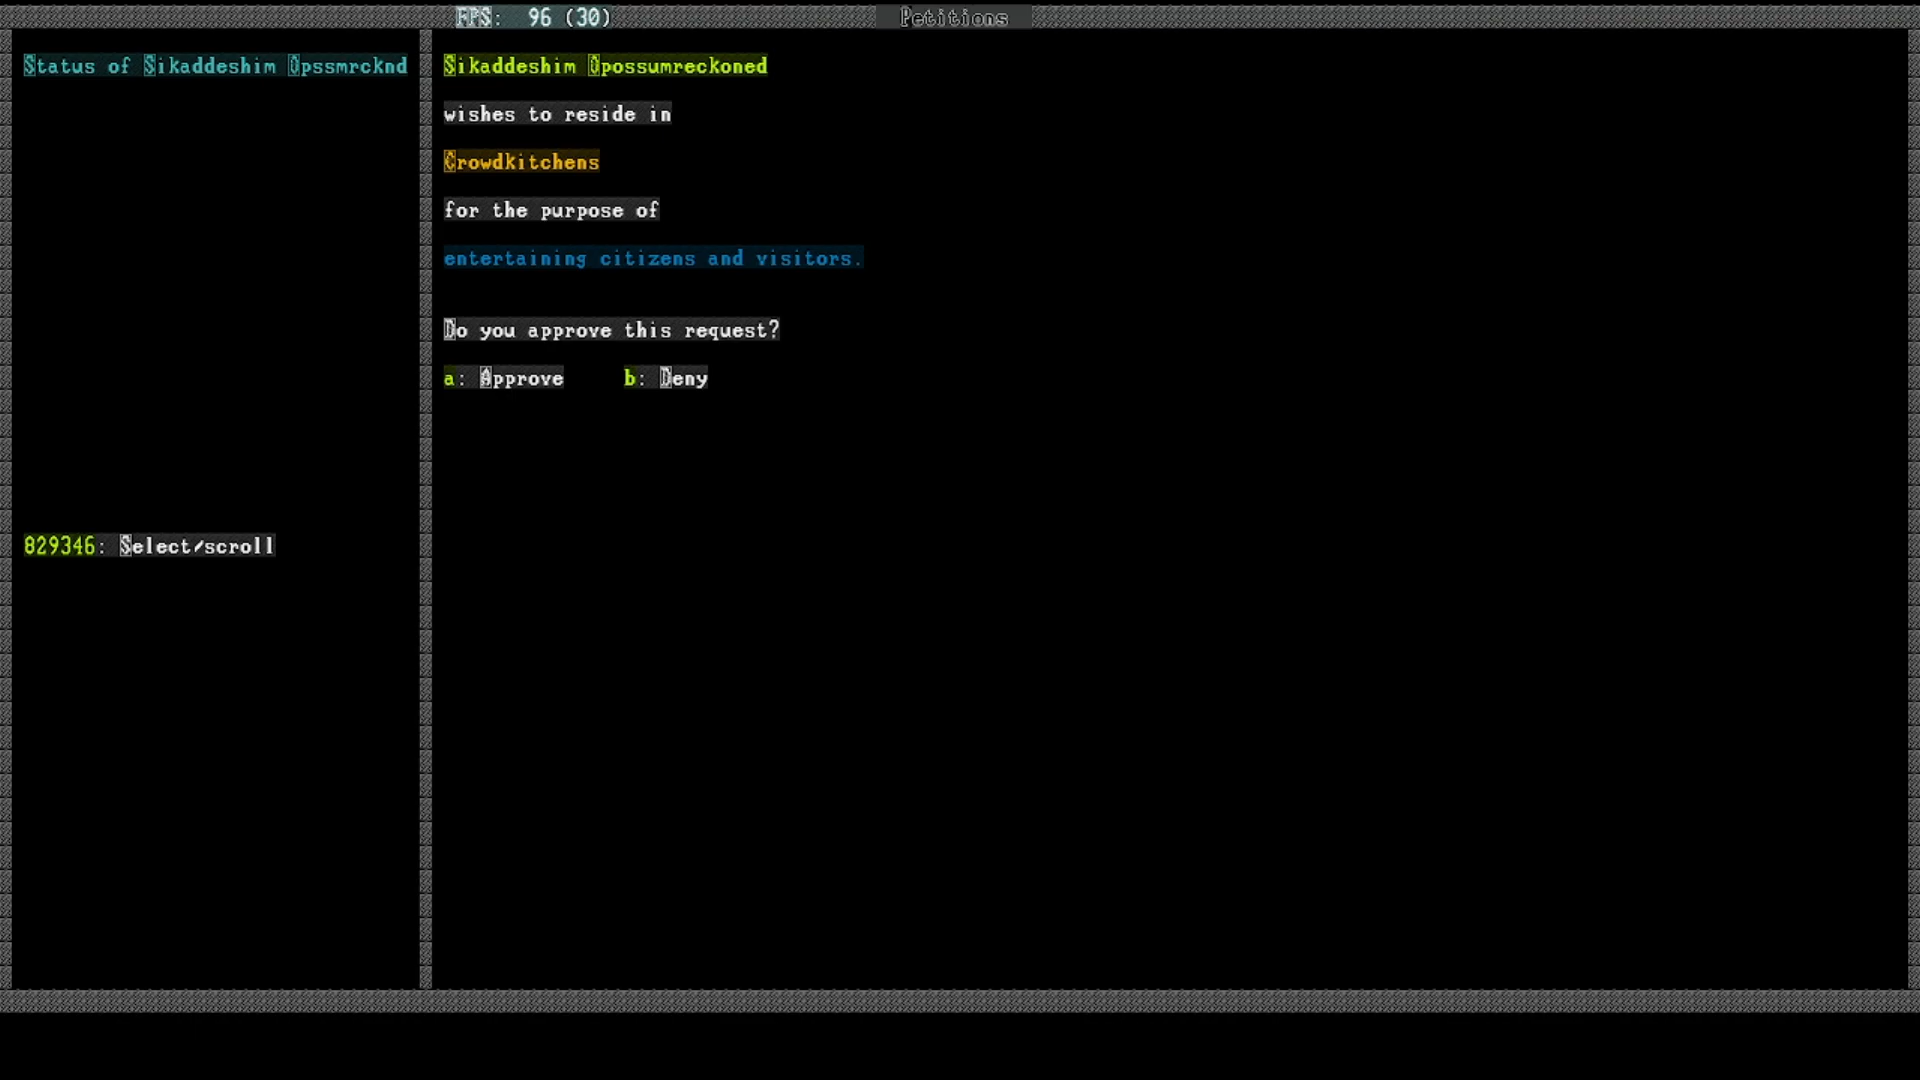 FPS: 96 (30) Petitions
Status of Sikaddeshim Opssmrcknd
Sikaddeshim Opossumreckoned
wishes to reside in
Crowdkitchens
for the purpose of
entertaining citizens and visitors.
Do you approve this request?
a: Approve b: Deny
829346: Select/scroll